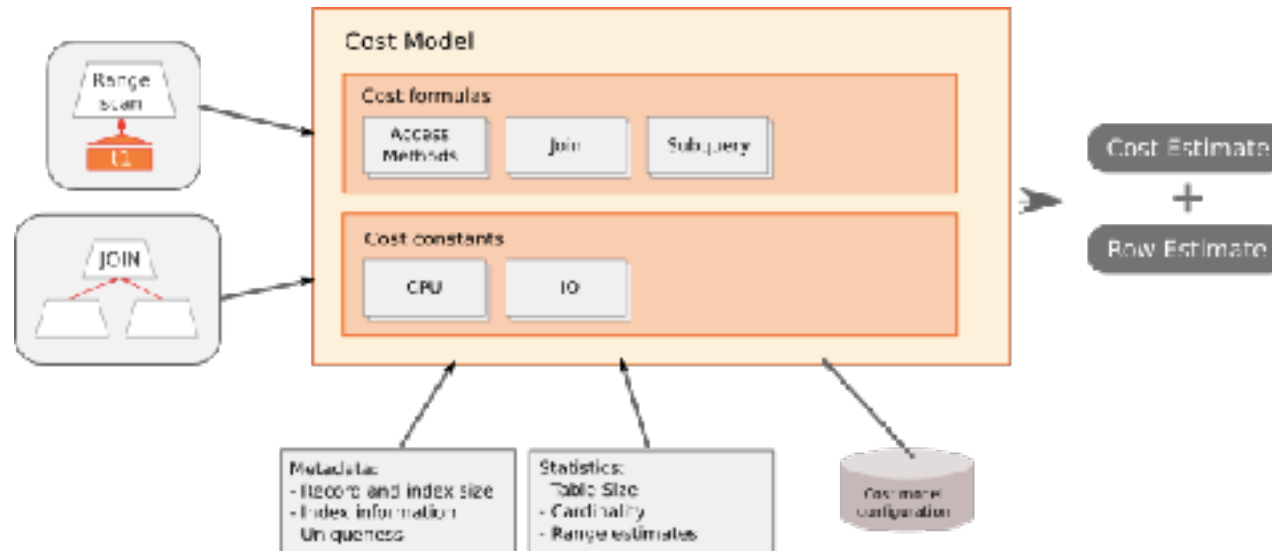 Cost Model
Range
scan
t1
JOIN
Cost formulas
Access
Methods
Join
Subquery
Cost constants
CPU
IO
Cost Estimate
+
Row Estimate
Metadata:
- Record and index size
- Index information
- Uniqueness
Statistics:
- Table Size
- Cardinality
- Range estimates
Cost model
configuration